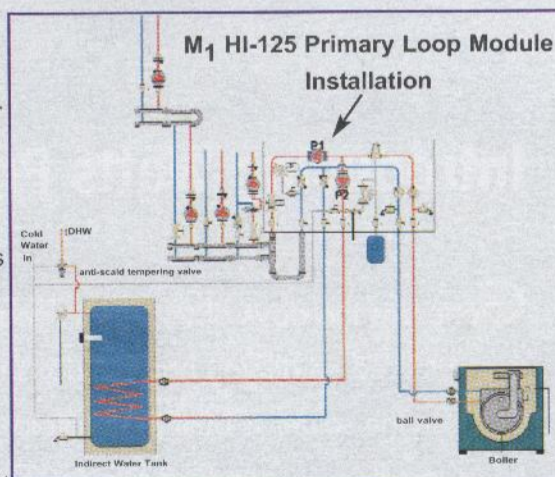 M1 HI-125 Primary Loop Module
Installation
P1
P2
Cold
Water
in
DHW
anti-scald tempering valve
ball valve
Indirect Water Tank
Boiler